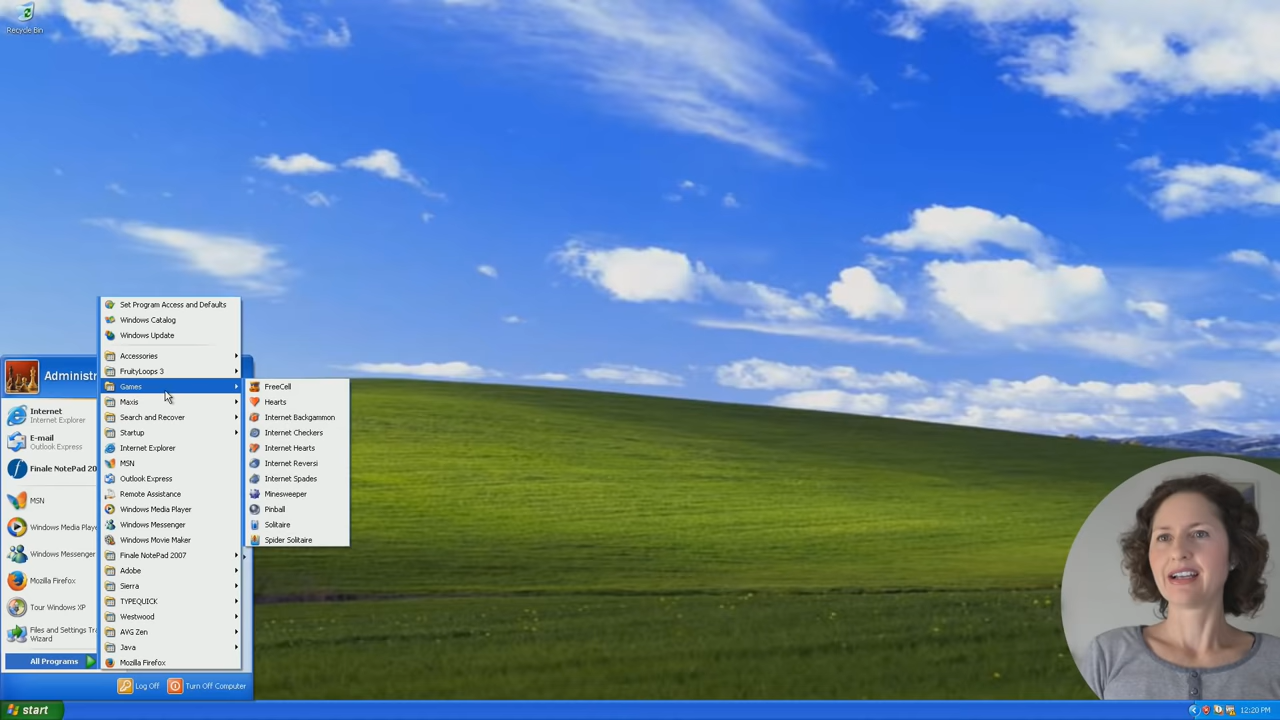 Recycle Bin
Set Program Access and Defaults
Windows Catalog
Windows Update
Accessories
FruityLoops 3
Games
Maxis
Search and Recover
Startup
Internet Explorer
MSN
Outlook Express
Remote Assistance
Windows Media Player
Windows Messenger
Windows Movie Maker
Finale NotePad 2007
Adobe
Sierra
TYPEQUICK
Westwood
AVG Zen
Java
Mozilla Firefox
FreeCell
Hearts
Internet Backgammon
Internet Checkers
Internet Hearts
Internet Reversi
Internet Spades
Minesweeper
Pinball
Solitaire
Spider Solitaire
Administr
Internet
Internet Explorer
E-mail
Outlook Express
Finale NotePad 20
MSN
Windows Media Playe
Windows Messenger
Mozilla Firefox
Tour Windows XP
Files and Settings Tra
Wizard
All Programs
Log Off
Turn Off Computer
start
12:20 PM